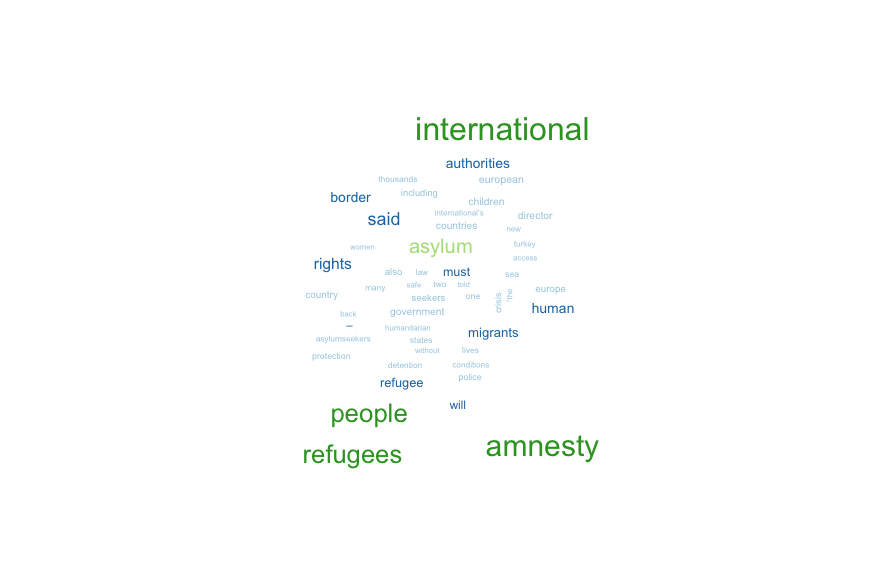 international
authorities
thousands
european
including
border
children
international's
director
said
countries
new
asylum
women
turkey
access
rights
also
law
must
sea
many
safe
two
told
country
seekers
one
crisis
"the
europe
human
back
government
–
humanitarian
migrants
asylumseekers
states
without
lives
protection
detention
conditions
police
refugee
will
people
amnesty
refugees